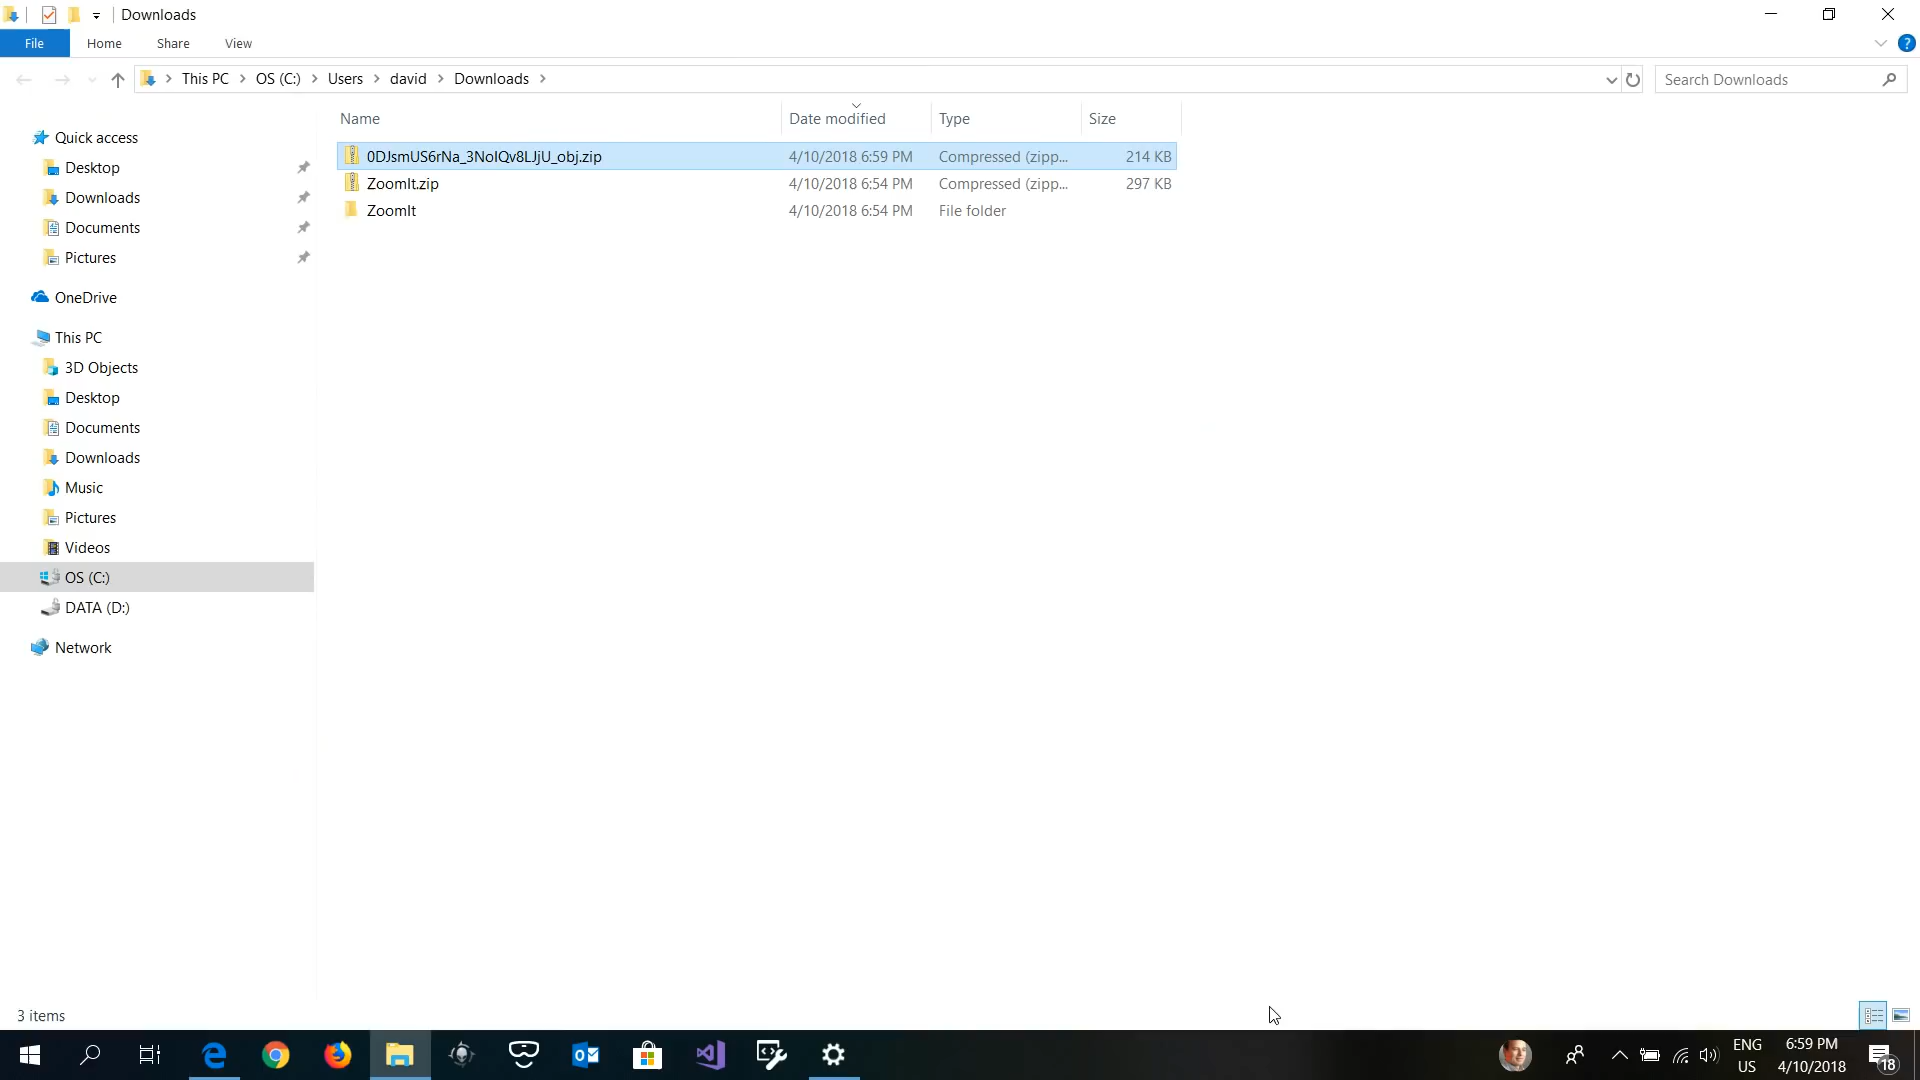 Downloads
File Home Share View
This PC OS (C:) Users david Downloads Search Downloads
Name Date modified Type Size
0DJsmUS6rNa_3NoIQv8LJjU_obj.zip 4/10/2018 6:59 PM Compressed (zipp... 214 KB
ZoomIt.zip 4/10/2018 6:54 PM Compressed (zipp... 297 KB
ZoomIt 4/10/2018 6:54 PM File folder
Quick access
Desktop
Downloads
Documents
Pictures
OneDrive
This PC
3D Objects
Desktop
Documents
Downloads
Music
Pictures
Videos
OS (C:)
DATA (D:)
Network
3 items
ENG 6:59 PM
US 4/10/2018 18